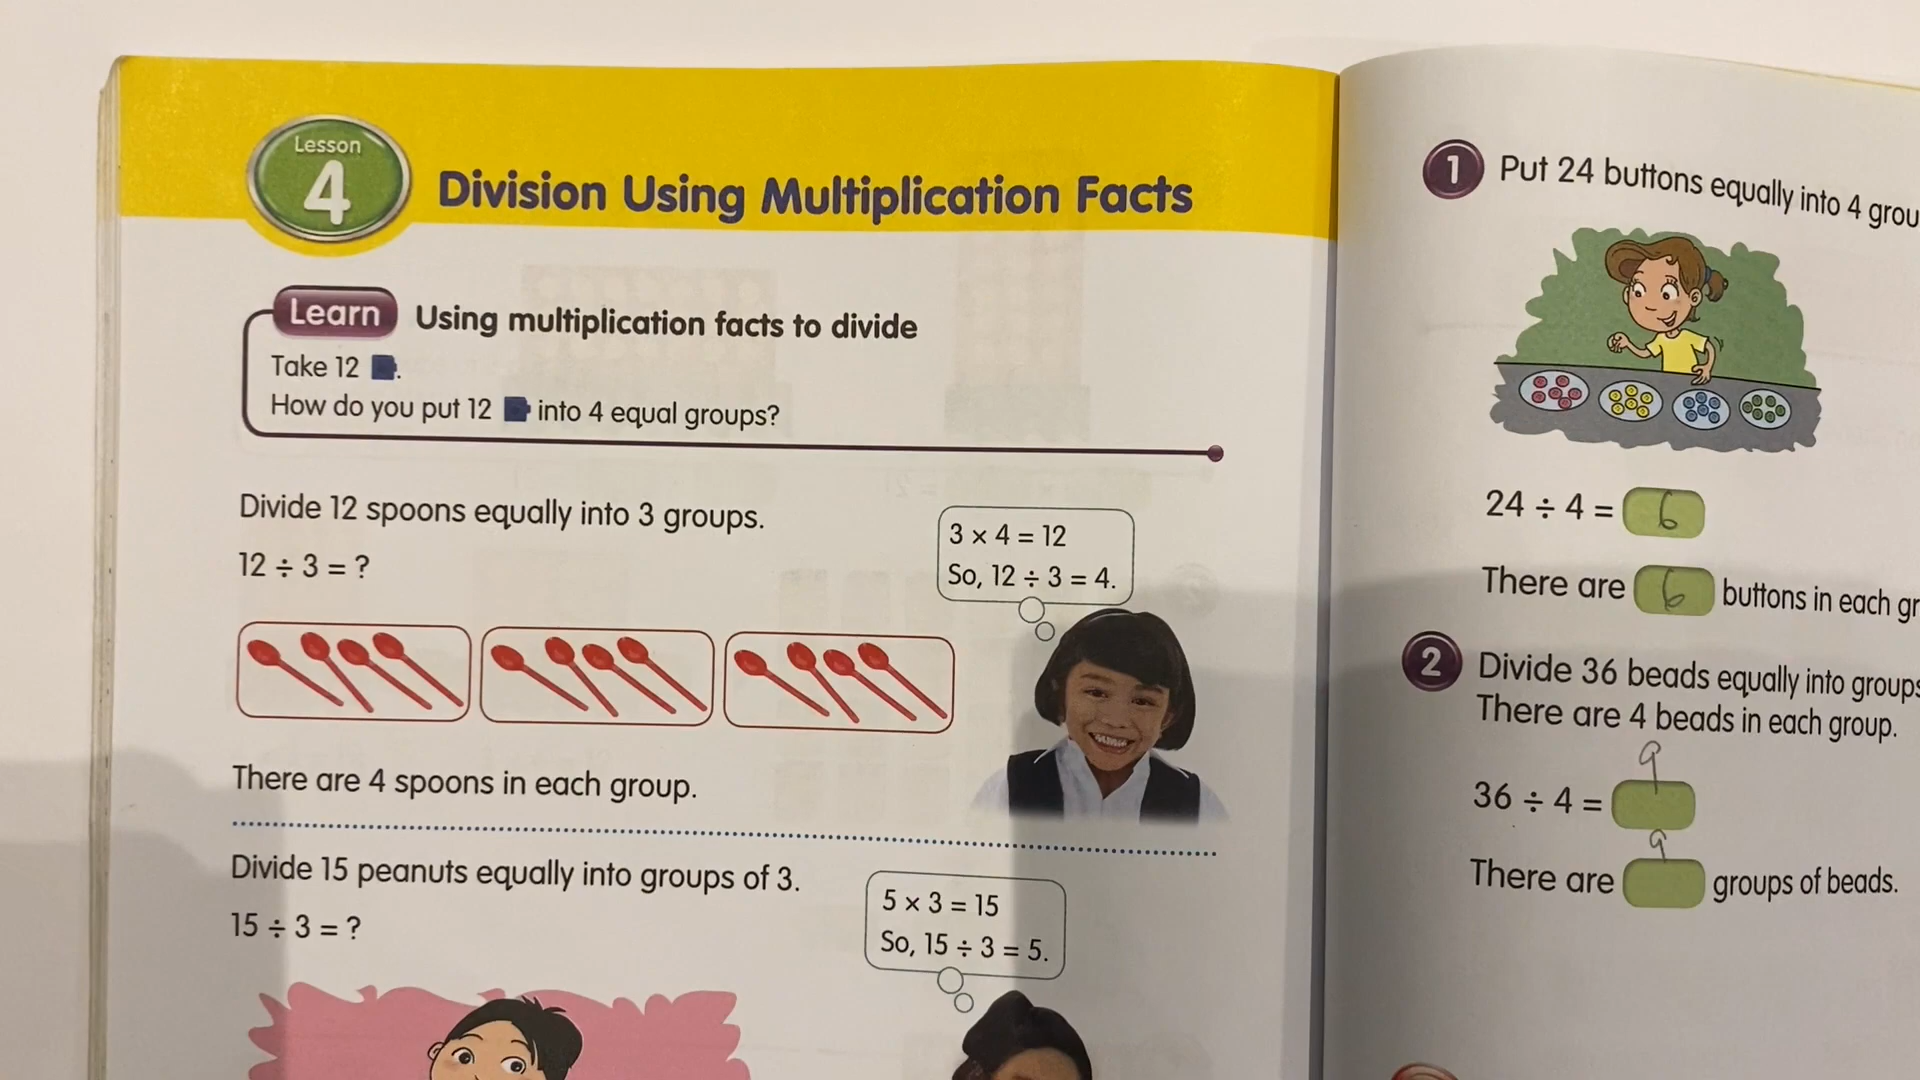 Lesson
4
Division Using Multiplication Facts
Learn
Using multiplication facts to divide
Take 12 .
How do you put 12 into 4 equal groups?
Divide 12 spoons equally into 3 groups.
12 ÷ 3 = ?
3 × 4 = 12
So, 12 ÷ 3 = 4.
There are 4 spoons in each group.
Divide 15 peanuts equally into groups of 3.
15 ÷ 3 = ?
5 × 3 = 15
So, 15 ÷ 3 = 5.
1
Put 24 buttons equally into 4
24 ÷ 4 = 6
There are 6 buttons in each
2
Divide 36 beads equally into groups
There are 4 beads in each group.
9
36 ÷ 4 =
9
There are groups of beads.